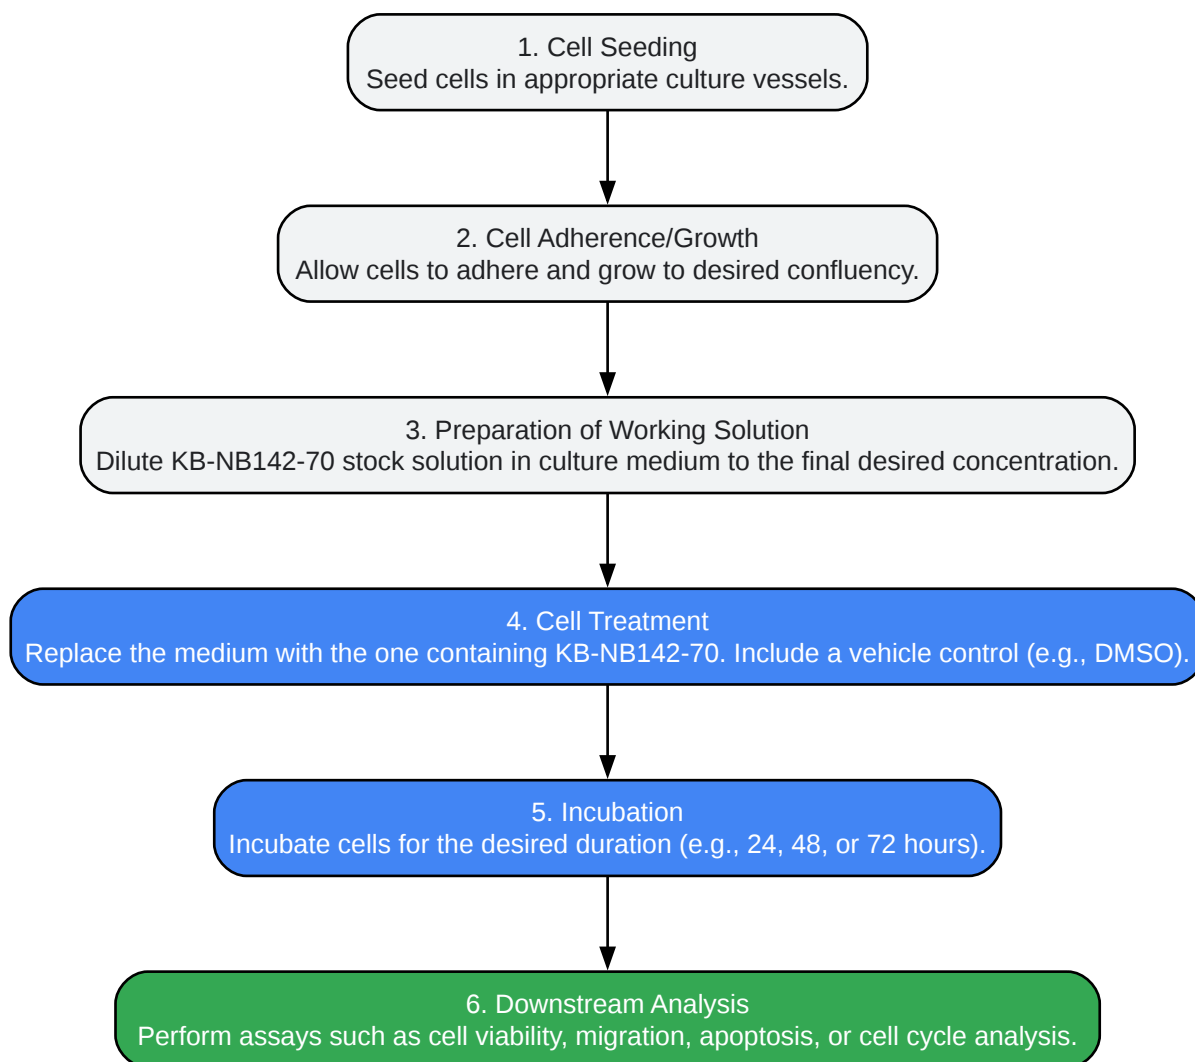 1. Cell Seeding
Seed cells in appropriate culture vessels.
2. Cell Adherence/Growth
Allow cells to adhere and grow to desired confluency.
3. Preparation of Working Solution
Dilute KB-NB142-70 stock solution in culture medium to the final desired concentration.
4. Cell Treatment
Replace the medium with the one containing KB-NB142-70. Include a vehicle control (e.g., DMSO).
5. Incubation
Incubate cells for the desired duration (e.g., 24, 48, or 72 hours).
6. Downstream Analysis
Perform assays such as cell viability, migration, apoptosis, or cell cycle analysis.